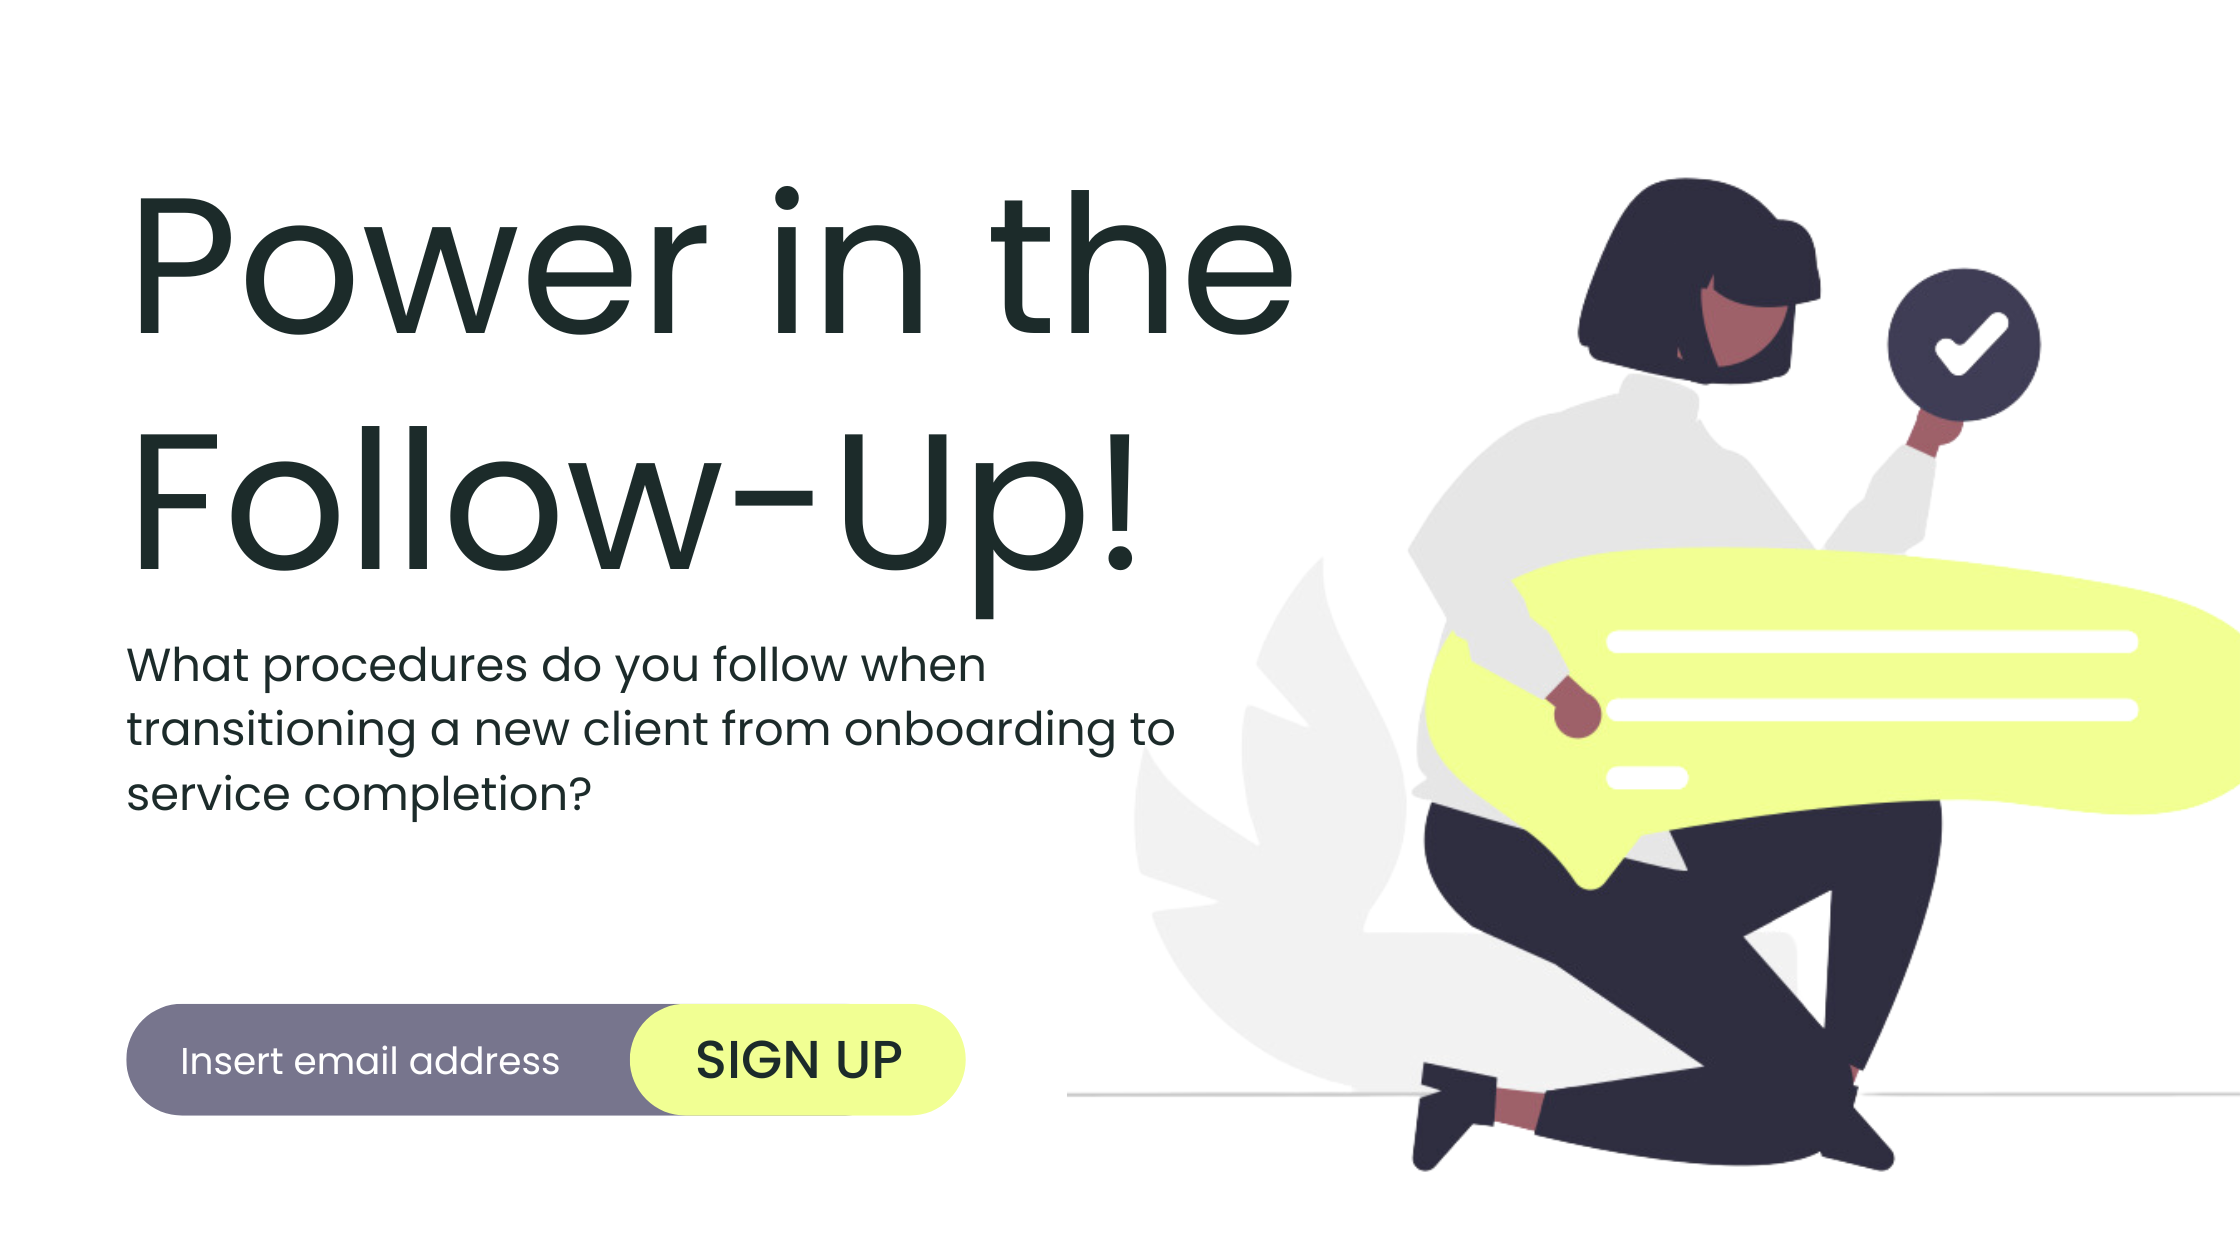 Power in the
Follow-Up!
What procedures do you follow when
transitioning a new client from onboarding to
service completion?
Insert email address
SIGN UP